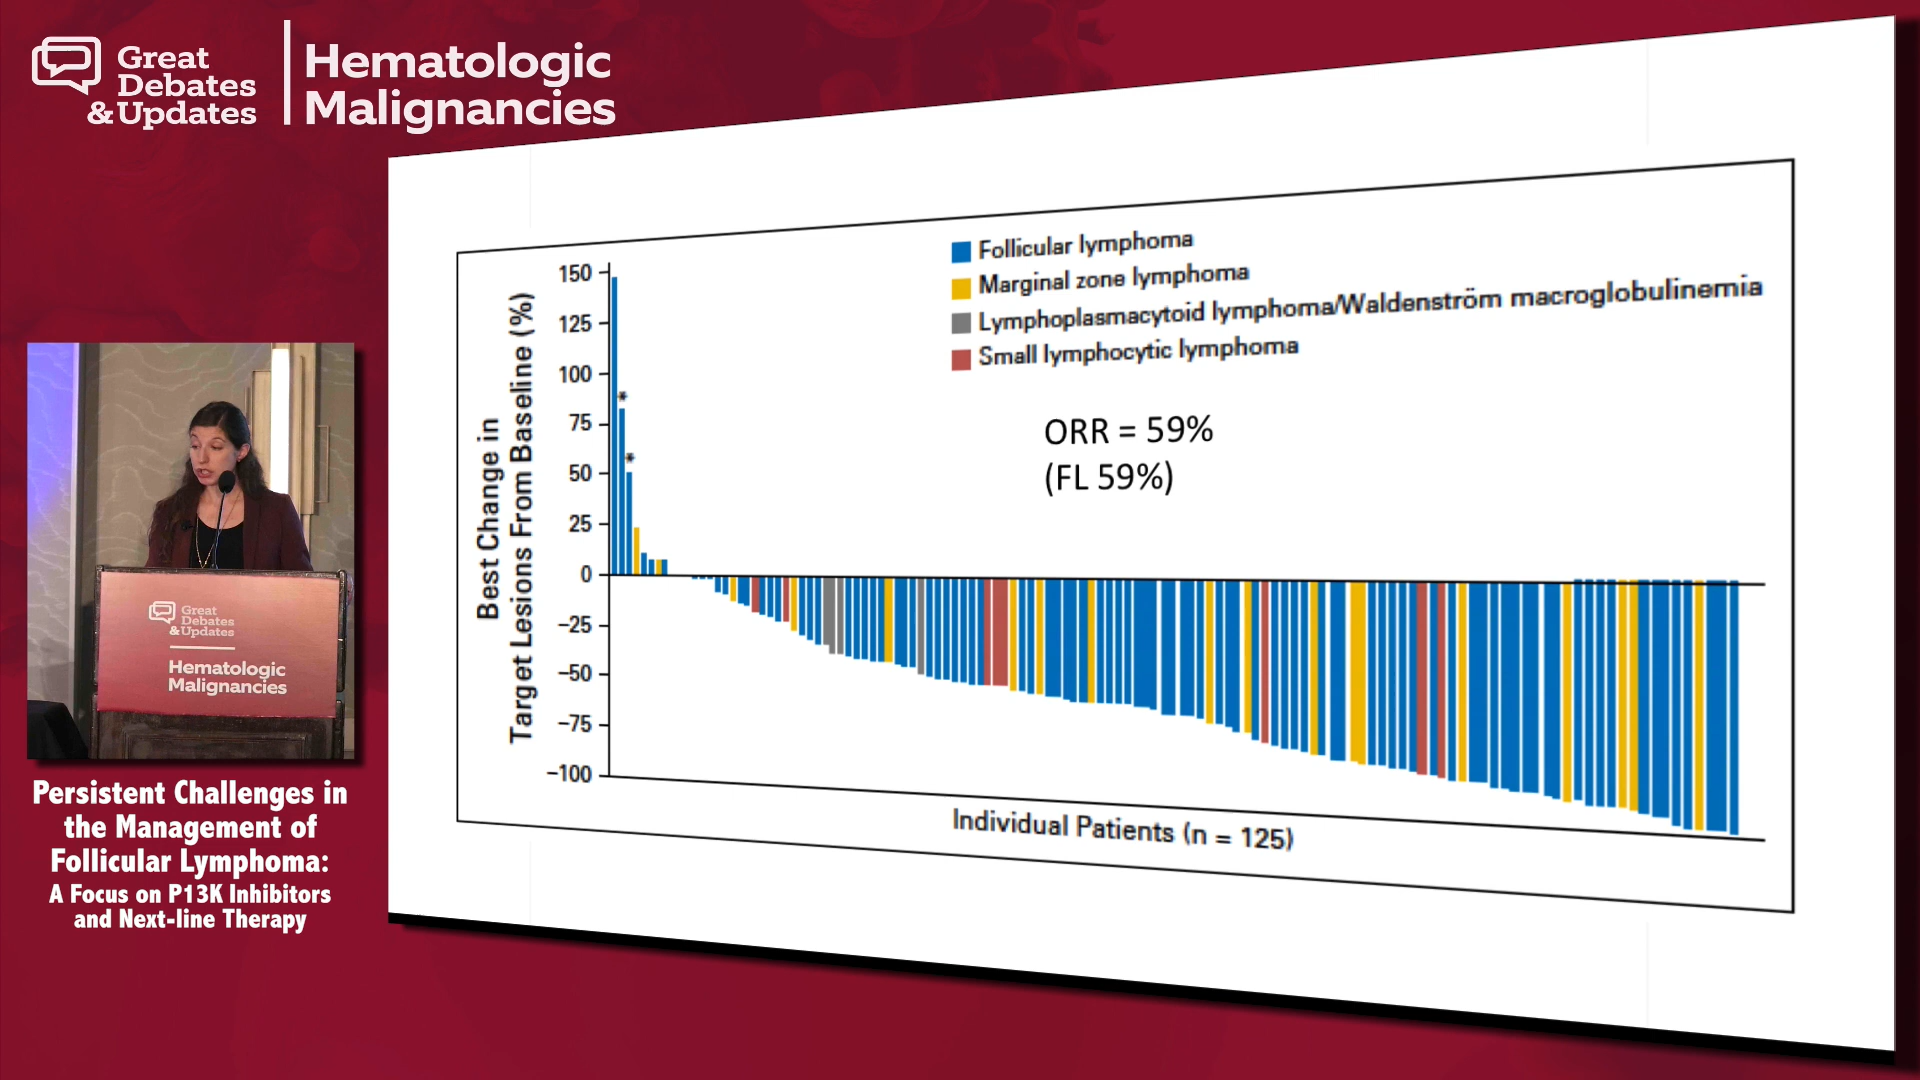 Great
Debates
& Updates
Hematologic
Malignancies
150
125
100
75
50
25
0
−25
−50
−75
−100
Best Change in
Target Lesions From Baseline (%)
Follicular lymphoma
Marginal zone lymphoma
Lymphoplasmacytoid lymphoma/Waldenström macroglobulinemia
Small lymphocytic lymphoma
*
*
ORR = 59%
(FL 59%)
Individual Patients (n = 125)
Great
Debates
& Updates
Hematologic
Malignancies
Persistent Challenges in
the Management of
Follicular Lymphoma:
A Focus on P13K Inhibitors
and Next-line Therapy